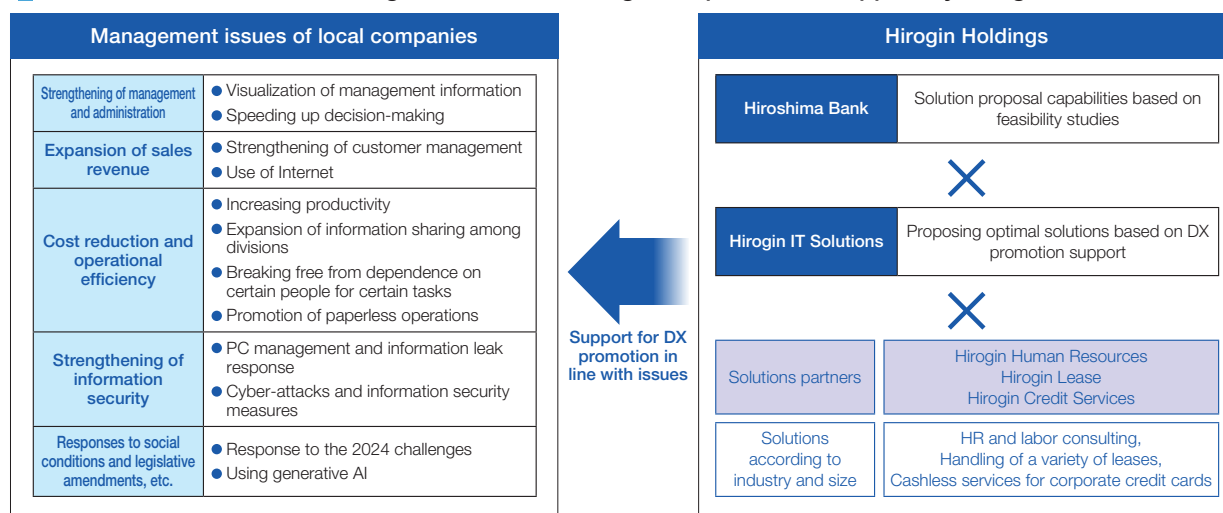 Management issues of local companies
Strengthening of management
and administration
● Visualization of management information
● Speeding up decision-making
Expansion of sales
revenue
● Strengthening of customer management
● Use of Internet
Cost reduction and
operational
efficiency
● Increasing productivity
● Expansion of information sharing among
divisions
● Breaking free from dependence on
certain people for certain tasks
● Promotion of paperless operations
Strengthening of
information
security
● PC management and information leak
response
● Cyber-attacks and information security
measures
Responses to social
conditions and legislative
amendments, etc.
● Response to the 2024 challenges
● Using generative AI
Support for DX
promotion in
line with issues
Hirogin Holdings
Hiroshima Bank
Solution proposal capabilities based on
feasibility studies
Hirogin IT Solutions
Proposing optimal solutions based on DX
promotion support
Solutions partners
Hirogin Human Resources
Hirogin Lease
Hirogin Credit Services
Solutions
according to
industry and size
HR and labor consulting,
Handling of a variety of leases,
Cashless services for corporate credit cards